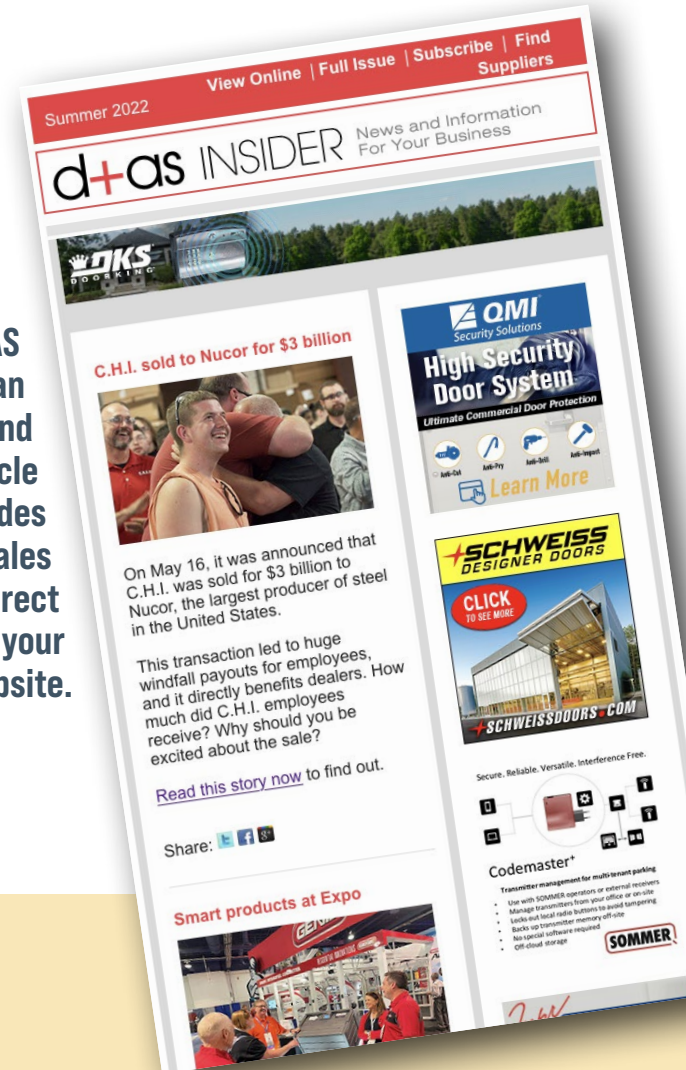 AS
an
nd
cle
des
ales
rect
your
bsite.
Summer 2022
View Online | Full Issue | Subscribe | Find
Suppliers
d+as INSIDER
News and Information
For Your Business
DKS
DOORKING
C.H.I. sold to Nucor for $3 billion
On May 16, it was announced that
C.H.I. was sold for $3 billion to
Nucor, the largest producer of steel
in the United States.
This transaction led to huge
windfall payouts for employees,
and it directly benefits dealers. How
much did C.H.I. employees
receive? Why should you be
excited about the sale?
Read this story now to find out.
Share:
Smart products at Expo
GENIE
QMI
Security Solutions
High Security
Door System
Ultimate Commercial Door Protection
Anti-Cut Anti-Pry Anti-Drill Anti-Impact
Learn More
SCHWEISS
DESIGNER DOORS
CLICK
TO SEE MORE
SCHWEISSDOORS.COM
Secure. Reliable. Versatile. Interference Free.
Codemaster+
Transmitter management for multi-tenant parking
• Use with SOMMER operators or external receivers
• Manage transmitters from your office or on-site
• Locks out local radio buttons to avoid tampering
• Backs up transmitter memory off-site
• No special software required
• Off-cloud storage
SOMMER